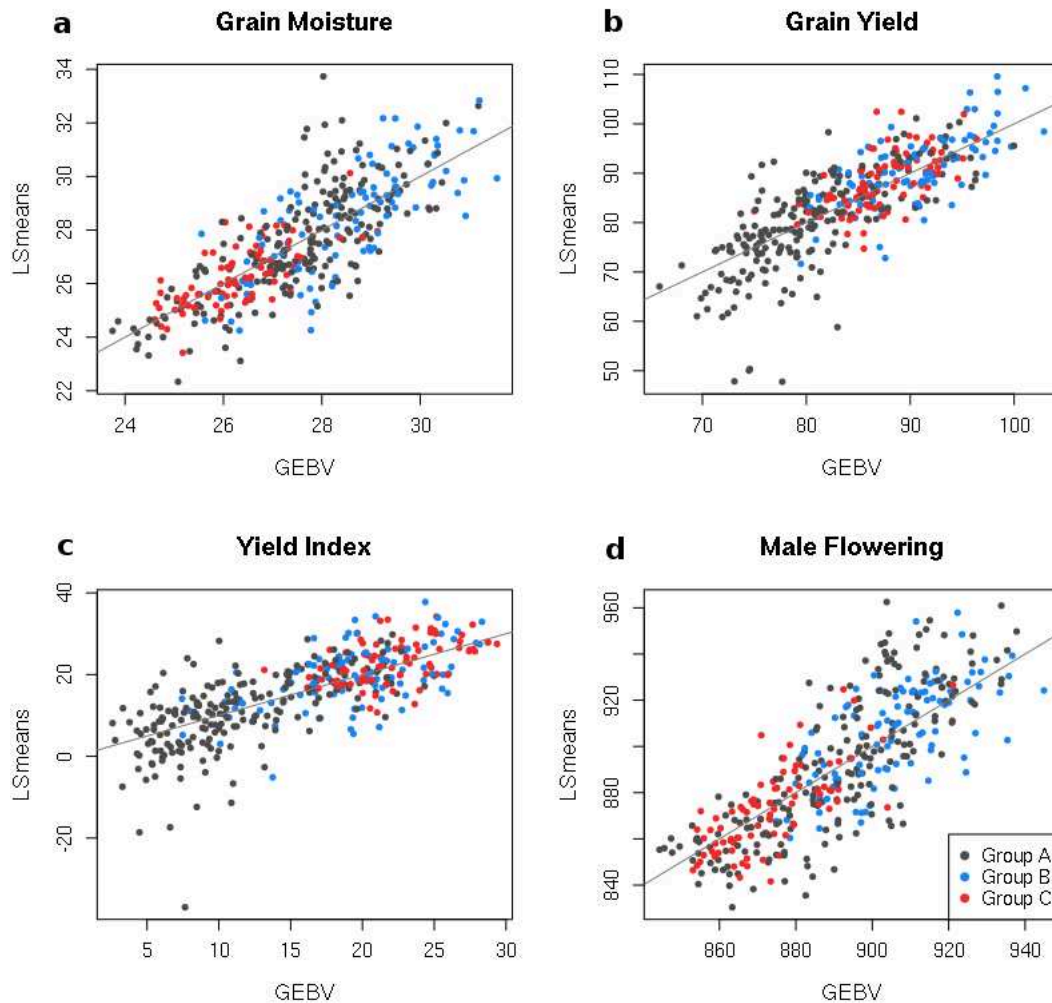 a Grain Moisture
LSmeans
34
32
30
28
26
24
22
24 26 28 30
GEBV
b Grain Yield
LSmeans
110
100
90
80
70
60
50
70 80 90 100
GEBV
c Yield Index
LSmeans
40
20
0
-20
5 10 15 20 25 30
GEBV
d Male Flowering
LSmeans
960
920
880
840
860 880 900 920 940
GEBV
Group A
Group B
Group C